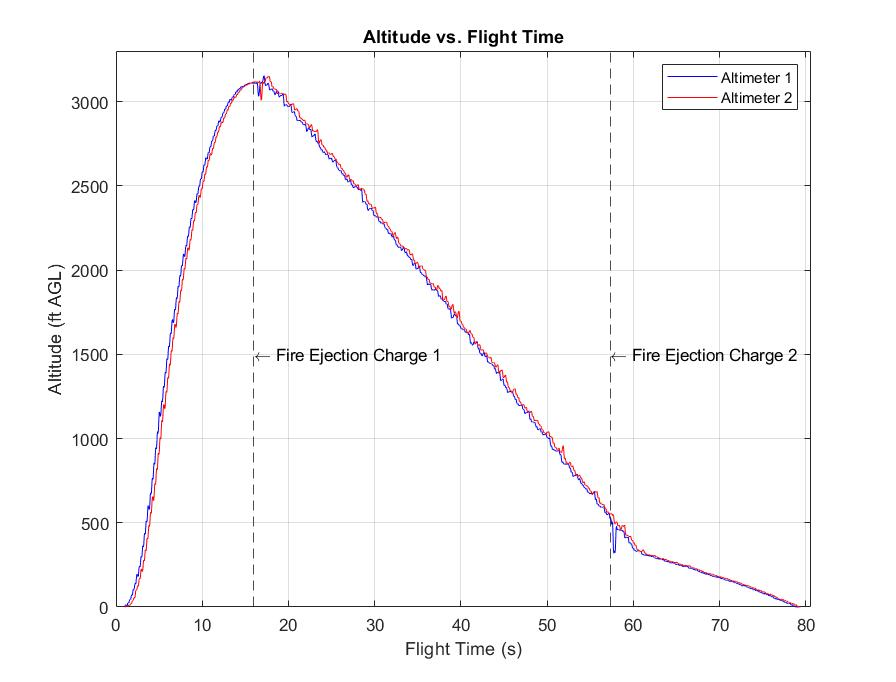 Altitude vs. Flight Time
Altimeter 1
Altimeter 2
3000
2500
2000
1500
1000
500
0
Altitude (ft AGL)
← Fire Ejection Charge 1
← Fire Ejection Charge 2
0 10 20 30 40 50 60 70 80
Flight Time (s)